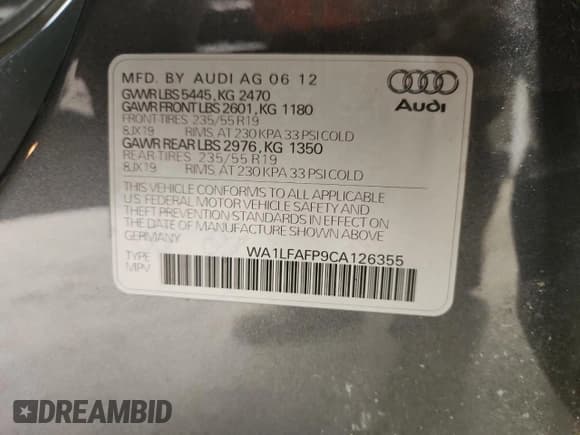 MFD. BY AUDI AG 06 12
GVWR LBS 5445, KG 2470
GAWR FRONT LBS 2601, KG 1180
FRONT TIRES 235/55 R19
8JX19 RIMS, AT 230 KPA 33 PSI COLD
GAWR REAR LBS 2976, KG 1350
REAR TIRES 235/55 R19
8JX19 RIMS, AT 230 KPA 33 PSI COLD
Audi
THIS VEHICLE CONFORMS TO ALL APPLICABLE
U.S. FEDERAL MOTOR VEHICLE SAFETY AND
THEFT PREVENTION STANDARDS IN EFFECT ON
THE DATE OF MANUFACTURE SHOWN ABOVE.
GERMANY
WA1LFAFP9CA126355
TYPE
MPV
DREAMBID